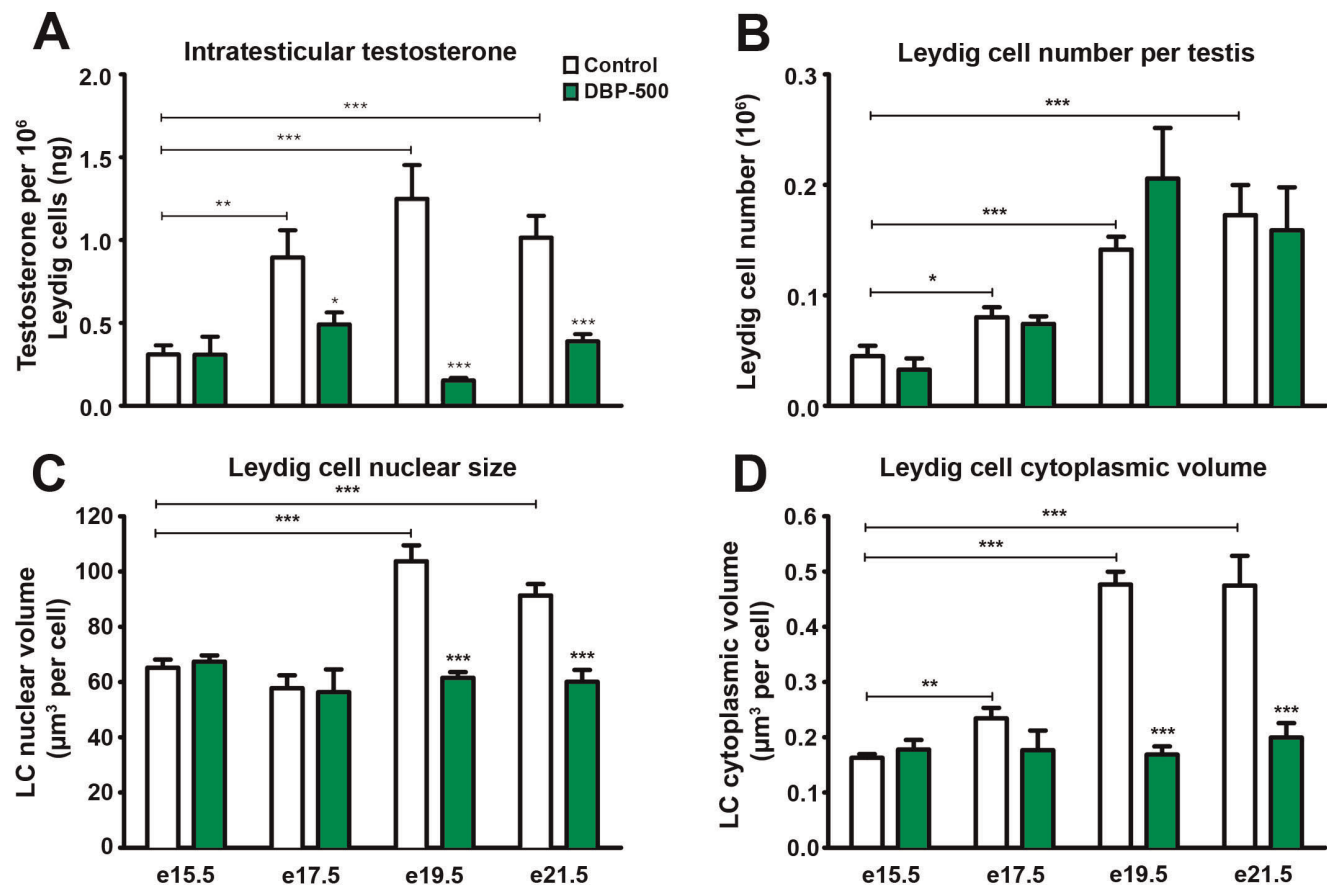 A
Intratesticular testosterone
Control
DBP-500
Testosterone per 10⁶
Leydig cells (ng)
2.0
1.5
1.0
0.5
0.0
***
***
**
*
***
***
B
Leydig cell number per testis
Leydig cell number (10⁶)
0.3
0.2
0.1
0.0
***
***
*
C
Leydig cell nuclear size
LC nuclear volume
(µm³ per cell)
120
100
80
60
40
20
0
***
***
***
***
e15.5 e17.5 e19.5 e21.5
D
Leydig cell cytoplasmic volume
LC cytoplasmic volume
(µm³ per cell)
0.6
0.5
0.4
0.3
0.2
0.1
0.0
***
***
**
***
***
e15.5 e17.5 e19.5 e21.5